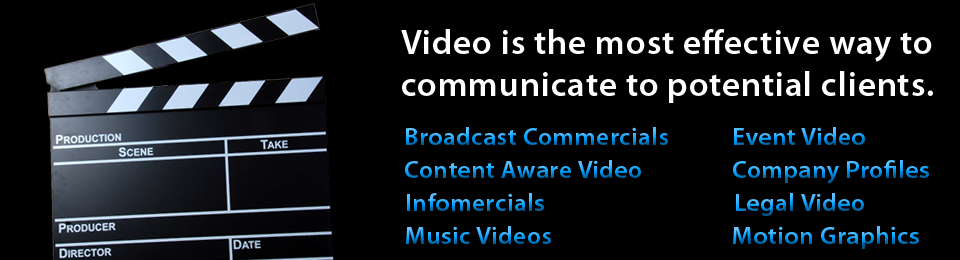 Video is the most effective way to
communicate to potential clients.
Broadcast Commercials
Event Video
Content Aware Video
Company Profiles
Infomercials
Legal Video
Music Videos
Motion Graphics
PRODUCTION
SCENE
TAKE
PRODUCER
DIRECTOR
DATE